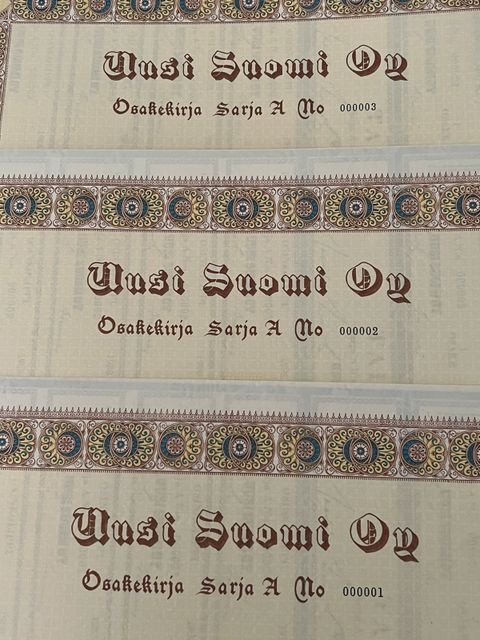 Uusi Suomi Oy
Osakekirja Sarja A No 000003
Uusi Suomi Oy
Osakekirja Sarja A No 000002
Uusi Suomi Oy
Osakekirja Sarja A No 000001